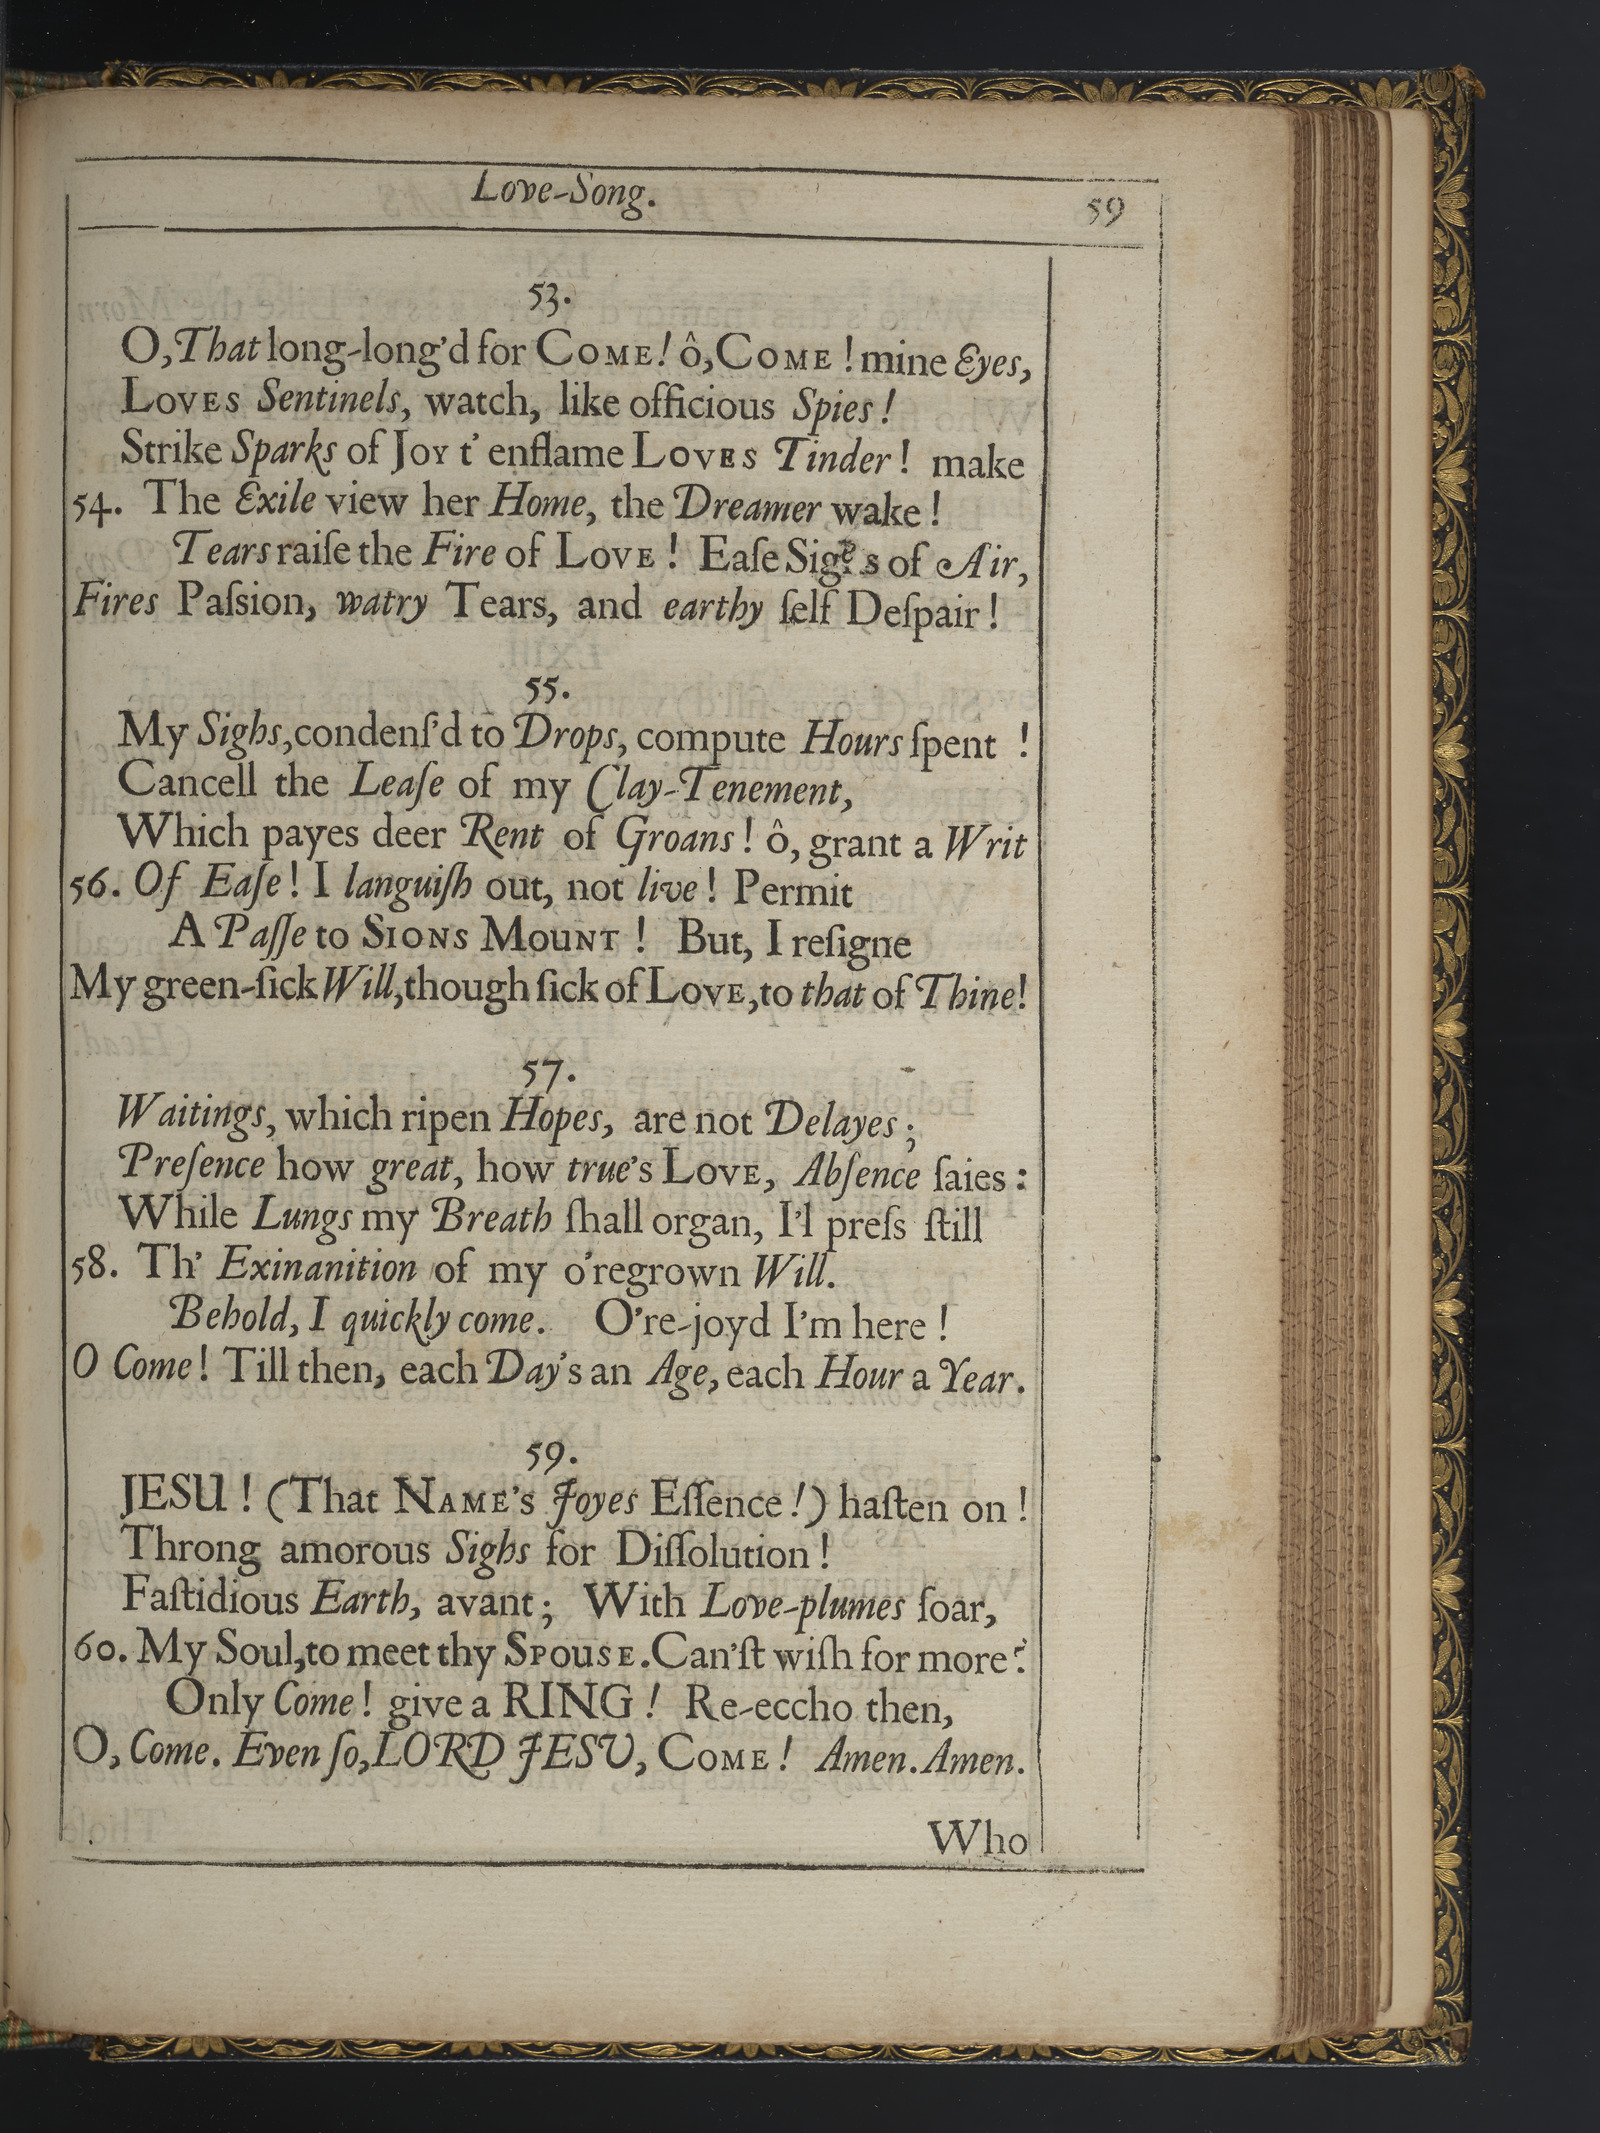 Love-Song.
59
53.
O, That long-long'd for COME! ô, COME! mine Eyes,
LOVES Sentinels, watch, like officious Spies!
Strike Sparks of JOY t' enflame LOVES Tinder! make
54. The Exile view her Home, the Dreamer wake!
Tears raiſe the Fire of LOVE! Eaſe of Air,
Fires Paſsion, watry Tears, and earthy ſelf Deſpair!
55.
My Sighs, condenſ'd to Drops, compute Hours ſpent!
Cancell the Leaſe of my Clay-Tenement,
Which payes deer Rent of Groans! ô, grant a Writ
56. Of Eaſe! I languiſh out, not live! Permit
A Paſſe to SIONS MOUNT! But, I reſigne
My green-ſick Will, though ſick of LOVE, to that of Thine!
57.
Waitings, which ripen Hopes, are not Delayes;
Preſence how great, how true's LOVE, Abſence ſaies:
While Lungs my Breath ſhall organ, I'l preſs ſtill
58. Th' Exinanition of my o'regrown Will.
Behold, I quickly come. O're-joyd I'm here!
O Come! Till then, each Day's an Age, each Hour a Year.
59.
JESU! (That NAME'S Joyes Eſſence!) haſten on!
Throng amorous Sighs for Diſſolution!
Faſtidious Earth, avant; With Love-plumes ſoar,
60. My Soul, to meet thy SPOUSE. Can'ſt wiſh for more?
Only Come! give a RING! Re-eccho then,
O, Come. Even ſo, LORD JESU, COME! Amen. Amen.
Who